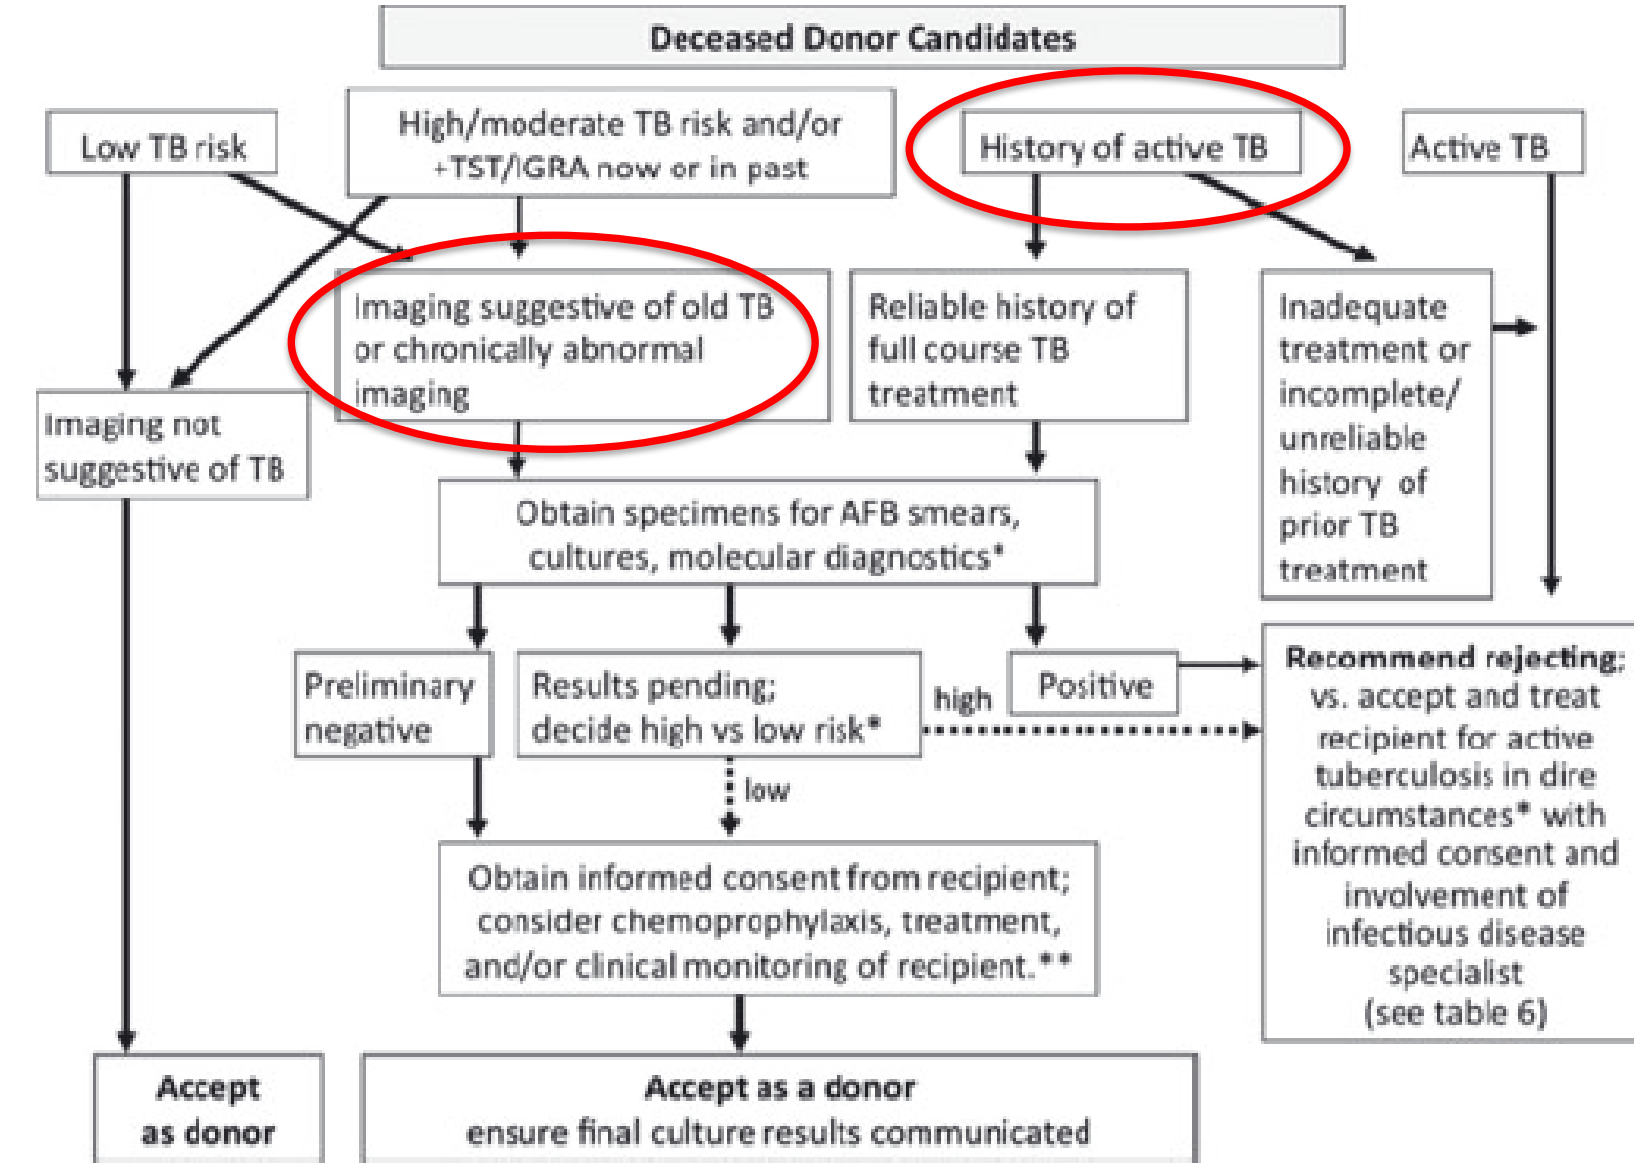 Deceased Donor Candidates
Low TB risk
High/moderate TB risk and/or
+TST/IGRA now or in past
History of active TB
Active TB
Imaging suggestive of old TB
or chronically abnormal
imaging
Reliable history of
full course TB
treatment
Inadequate
treatment or
incomplete/
unreliable
history of
prior TB
treatment
Imaging not
suggestive of TB
Obtain specimens for AFB smears,
cultures, molecular diagnostics*
Preliminary
negative
Results pending;
decide high vs low risk*
high
Positive
low
Recommend rejecting;
vs. accept and treat
recipient for active
tuberculosis in dire
circumstances* with
informed consent and
involvement of
infectious disease
specialist
(see table 6)
Obtain informed consent from recipient;
consider chemoprophylaxis, treatment,
and/or clinical monitoring of recipient.**
Accept
as donor
Accept as a donor
ensure final culture results communicated